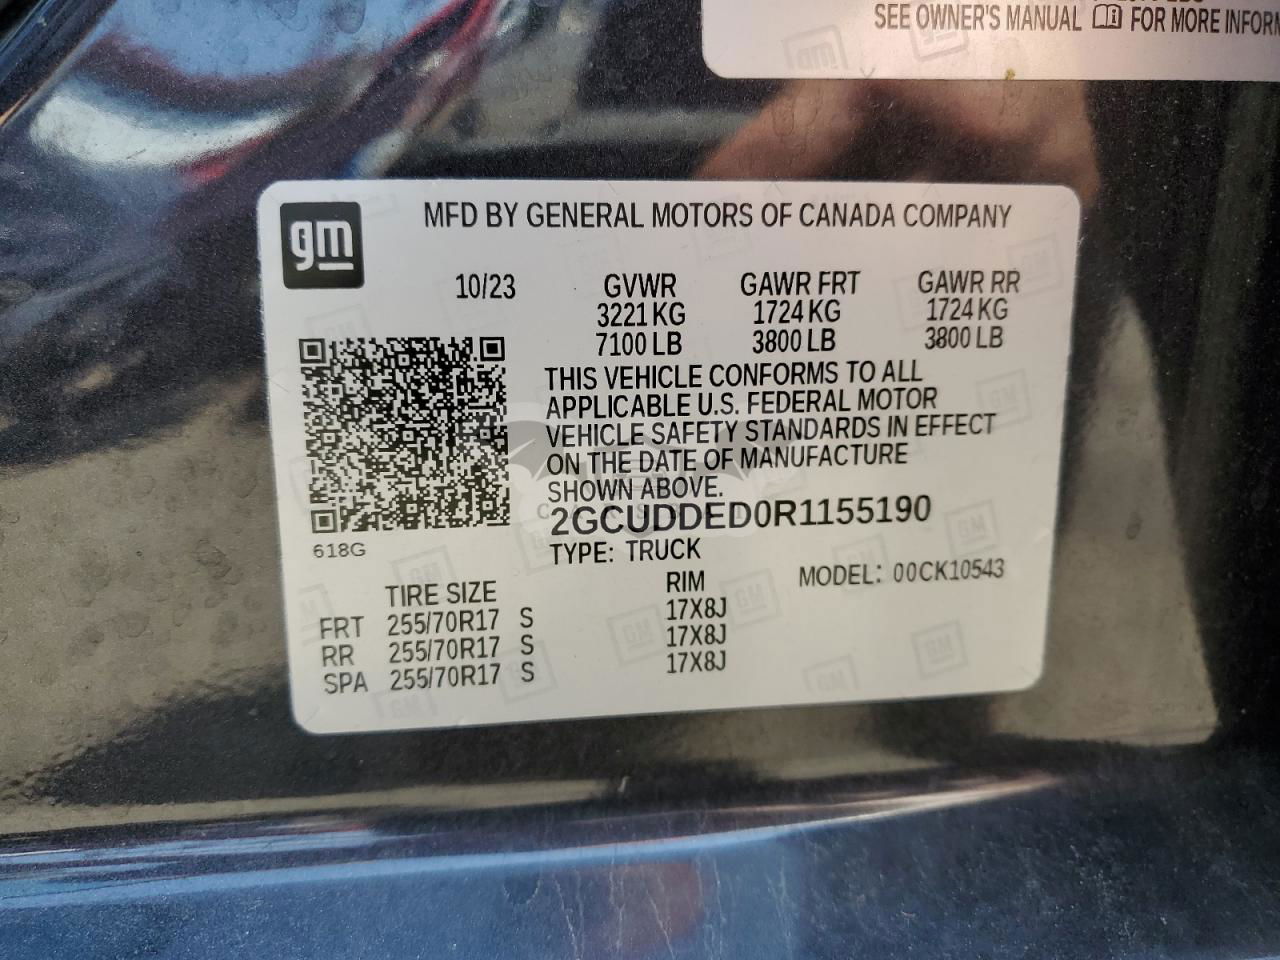 SEE OWNER'S MANUAL FOR MORE INFOR
gm
MFD BY GENERAL MOTORS OF CANADA COMPANY
10/23 GVWR GAWR FRT GAWR RR
3221 KG 1724 KG 1724 KG
7100 LB 3800 LB 3800 LB
THIS VEHICLE CONFORMS TO ALL
APPLICABLE U.S. FEDERAL MOTOR
VEHICLE SAFETY STANDARDS IN EFFECT
ON THE DATE OF MANUFACTURE
SHOWN ABOVE.
2GCUDDED0R1155190
618G
TYPE: TRUCK
MODEL: 00CK10543
TIRE SIZE RIM
FRT 255/70R17 S 17X8J
RR 255/70R17 S 17X8J
SPA 255/70R17 S 17X8J